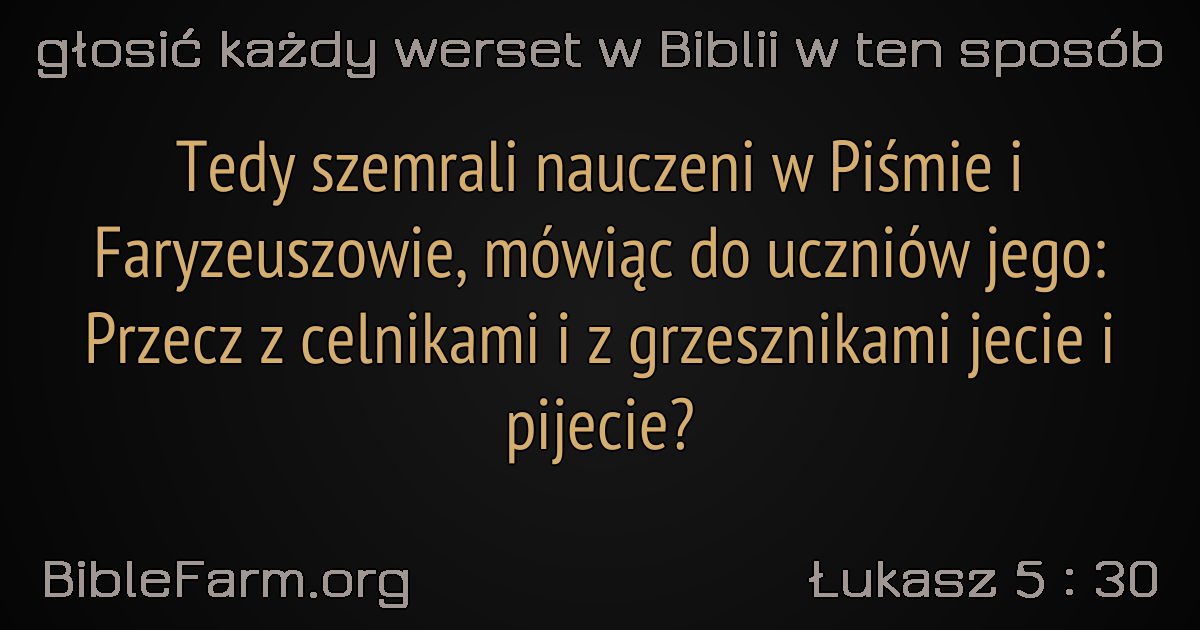 głosić każdy werset w Biblii w ten sposób
Tedy szemrali nauczeni w Piśmie i
Faryzeuszowie, mówiąc do uczniów jego:
Przecz z celnikami i z grzesznikami jecie i
pijecie?
BibleFarm.org
Łukasz 5 : 30